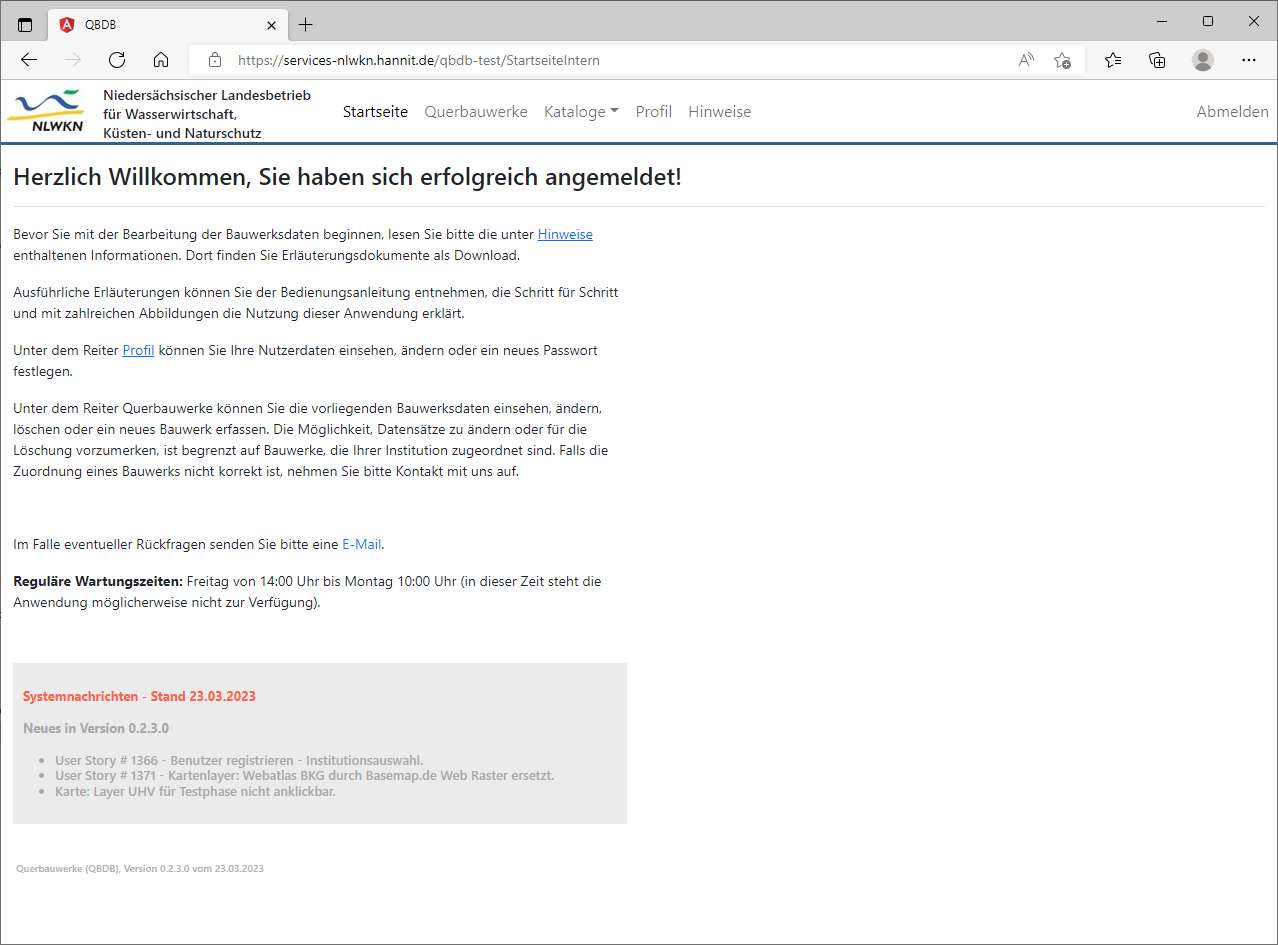 QBDB
https://services-nlwkn.hannit.de/qbdb-test/StartseiteIntern
NLWKN
Niedersächsischer Landesbetrieb
für Wasserwirtschaft,
Küsten- und Naturschutz
Startseite Querbauwerke Kataloge Profil Hinweise Abmelden
Herzlich Willkommen, Sie haben sich erfolgreich angemeldet!
Bevor Sie mit der Bearbeitung der Bauwerksdaten beginnen, lesen Sie bitte die unter Hinweise
enthaltenen Informationen. Dort finden Sie Erläuterungsdokumente als Download.
Ausführliche Erläuterungen können Sie der Bedienungsanleitung entnehmen, die Schritt für Schritt
und mit zahlreichen Abbildungen die Nutzung dieser Anwendung erklärt.
Unter dem Reiter Profil können Sie Ihre Nutzerdaten einsehen, ändern oder ein neues Passwort
festlegen.
Unter dem Reiter Querbauwerke können Sie die vorliegenden Bauwerksdaten einsehen, ändern,
löschen oder ein neues Bauwerk erfassen. Die Möglichkeit, Datensätze zu ändern oder für die
Löschung vorzumerken, ist begrenzt auf Bauwerke, die Ihrer Institution zugeordnet sind. Falls die
Zuordnung eines Bauwerks nicht korrekt ist, nehmen Sie bitte Kontakt mit uns auf.
Im Falle eventueller Rückfragen senden Sie bitte eine E-Mail.
Reguläre Wartungszeiten: Freitag von 14:00 Uhr bis Montag 10:00 Uhr (in dieser Zeit steht die
Anwendung möglicherweise nicht zur Verfügung).
Systemnachrichten - Stand 23.03.2023
Neues in Version 0.2.3.0
• User Story # 1366 - Benutzer registrieren - Institutionsauswahl.
• User Story # 1371 - Kartenlayer: Webatlas BKG durch Basemap.de Web Raster ersetzt.
• Karte: Layer UHV für Testphase nicht anklickbar.
Querbauwerke (QBDB), Version 0.2.3.0 vom 23.03.2023